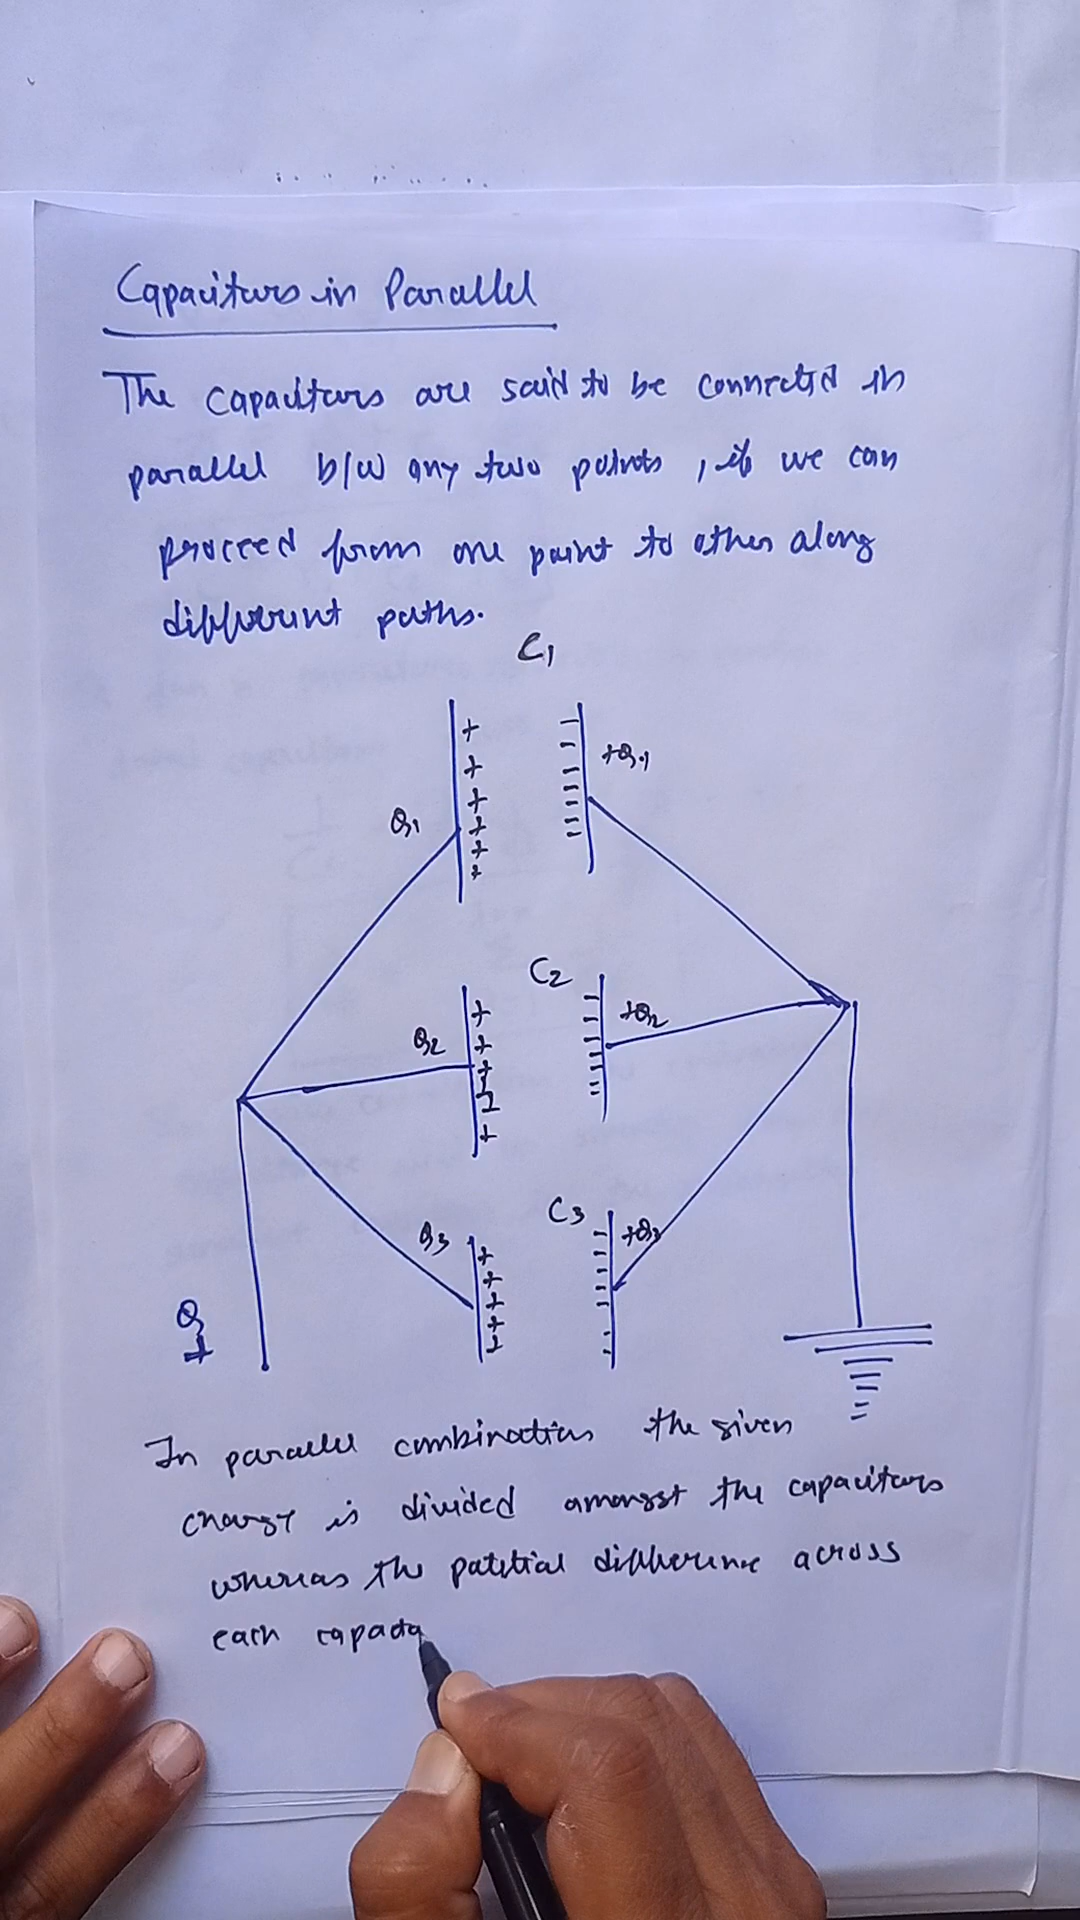 Capacitors in Parallel
The capacitors are said to be connected in
parallel b/w any two points, if we can
proceed from one point to other along
different paths.
C1
+Q1
Q1
C2
+Q2
Q2
C3
+Q3
Q3
Q
+
In parallel combination the given
charge is divided amongst the capacitors
whereas the patetial difference across
each capacta